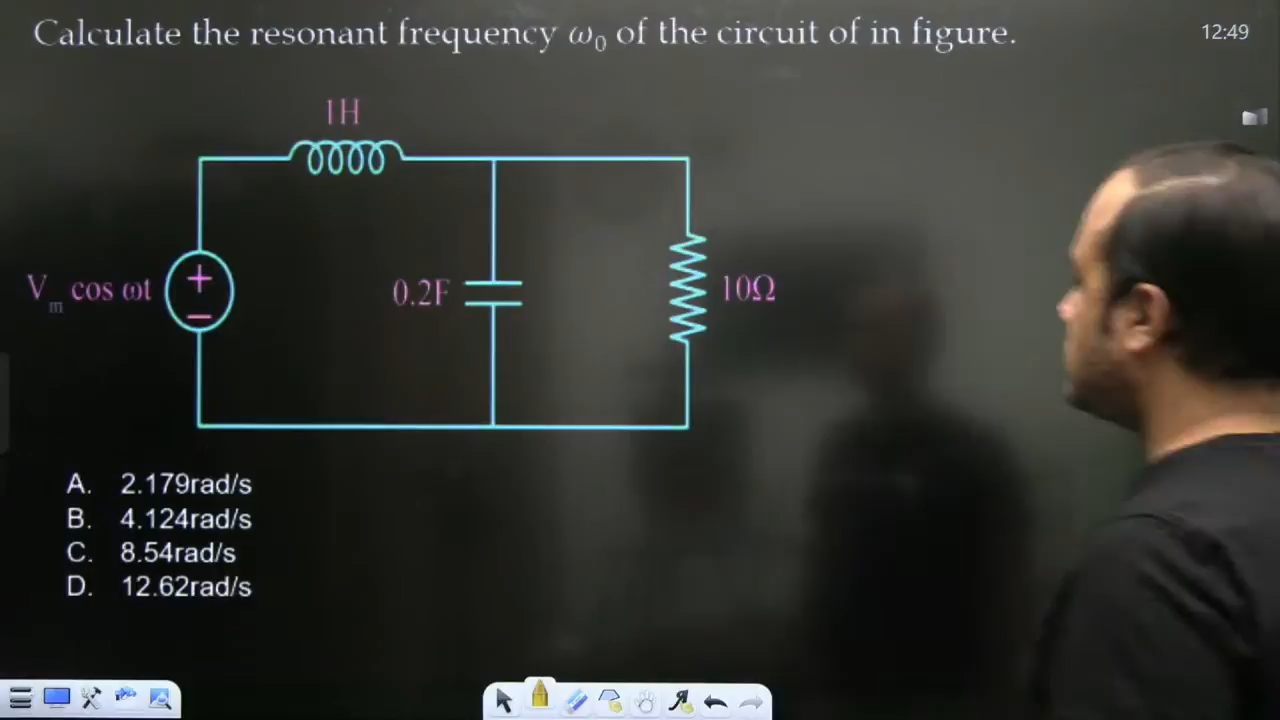 Calculate the resonant frequency ω₀ of the circuit of in figure.
12:49
1H
Vₘ cos ωt
+
−
0.2F
10Ω
A. 2.179rad/s
B. 4.124rad/s
C. 8.54rad/s
D. 12.62rad/s